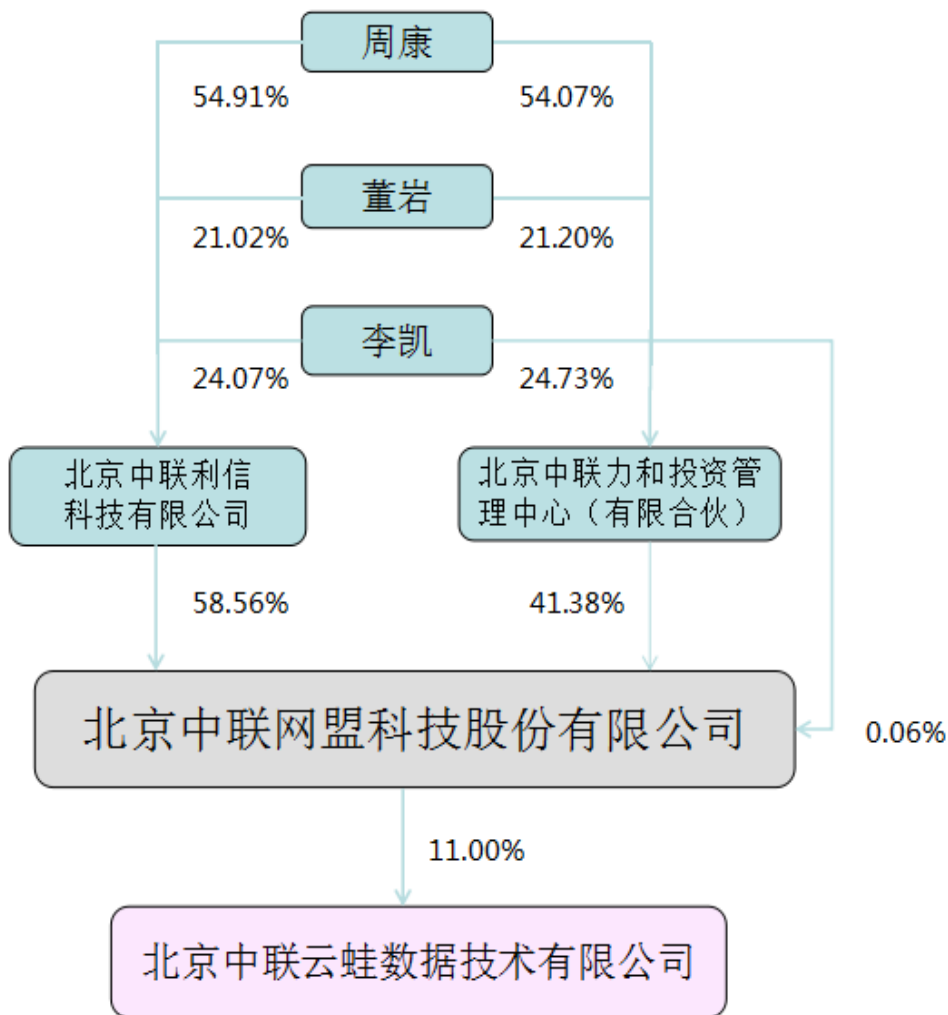 周康
54.91%
54.07%
董岩
21.02%
21.20%
李凯
24.07%
24.73%
北京中联利信
科技有限公司
北京中联力和投资管
理中心（有限合伙）
58.56%
41.38%
北京中联网盟科技股份有限公司
0.06%
11.00%
北京中联云蛙数据技术有限公司